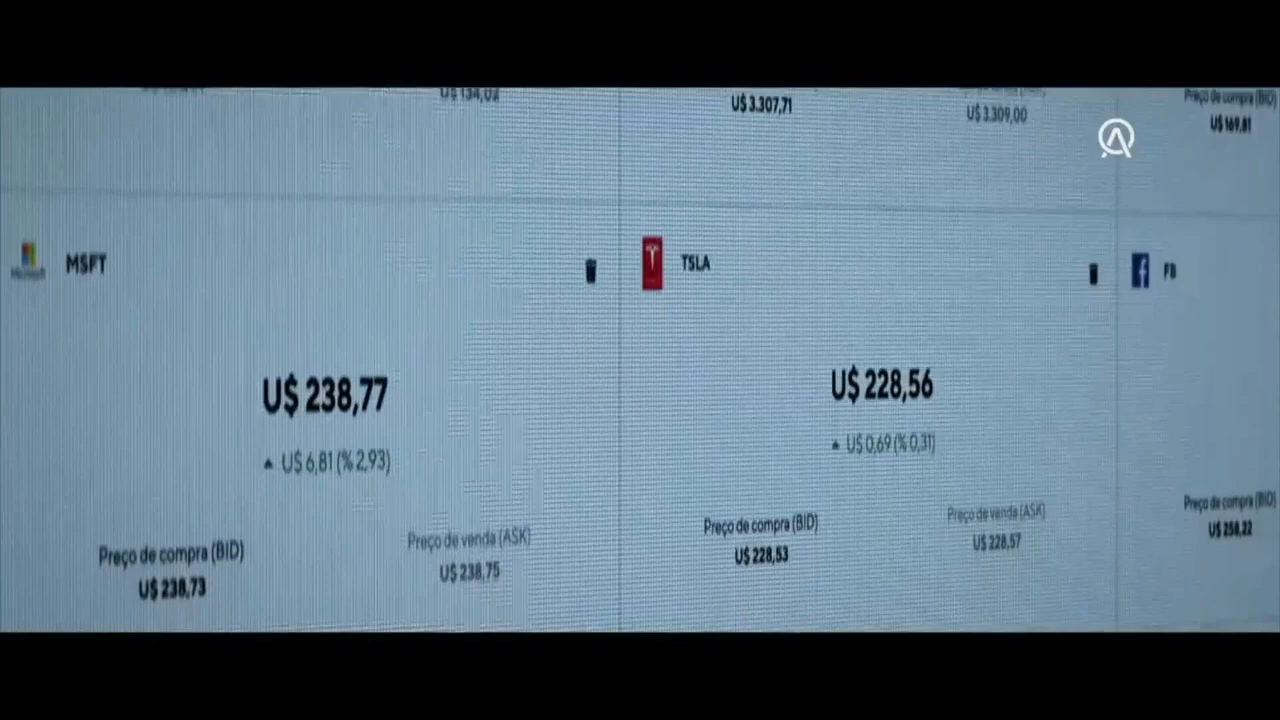 U$ 134,02
U$ 3.307,71
U$ 3.309,00
Preço de compra (BID)
U$ 169,81
MSFT
U$ 238,77
U$ 6,81 (% 2,93)
Preço de compra (BID)
U$ 238,73
Preço de venda (ASK)
U$ 238,75
TSLA
U$ 228,56
U$ 0,69 (% 0,31)
Preço de compra (BID)
U$ 228,53
Preço de venda (ASK)
U$ 228,57
FB
Preço de compra (BID)
U$ 258,22